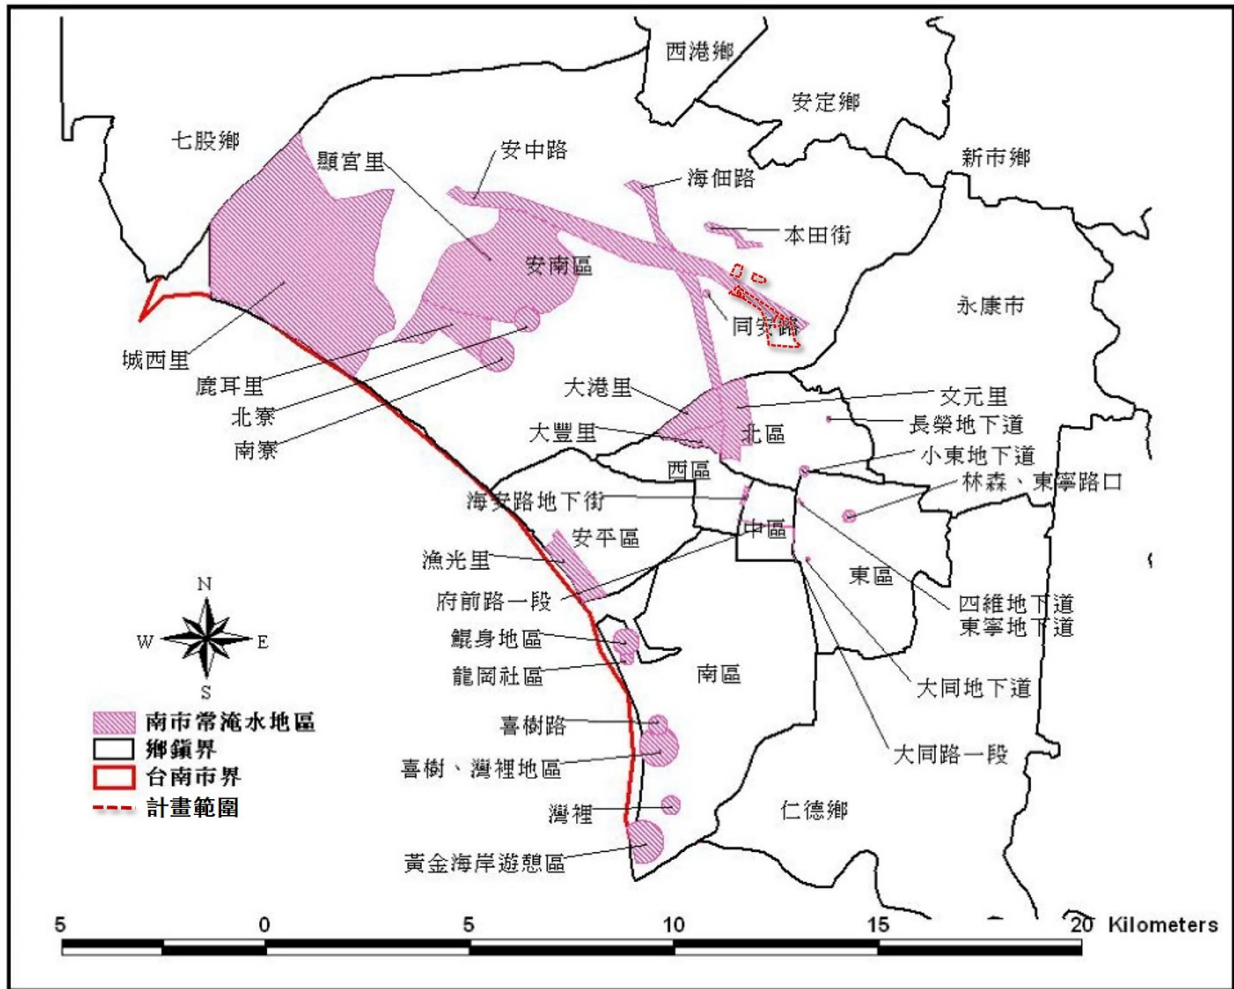 西港鄉
安定鄉
七股鄉
安中路
新市鄉
顯宮里
海佃路
本田街
安南區
永康市
同安路
城西里
鹿耳里
大港里
文元里
北寮
長榮地下道
大豐里
北區
南寮
小東地下道
西區
林森、東寧路口
海安路地下街
中區
安平區
漁光里
東區
府前路一段
四維地下道
東寧地下道
鯤身地區
龍岡社區
南區
大同地下道
喜樹路
大同路一段
喜樹、灣裡地區
灣裡
仁德鄉
黃金海岸遊憩區
N
W
E
S
南市常淹水地區
鄉鎮界
台南市界
計畫範圍
5 0 5 10 15 20 Kilometers